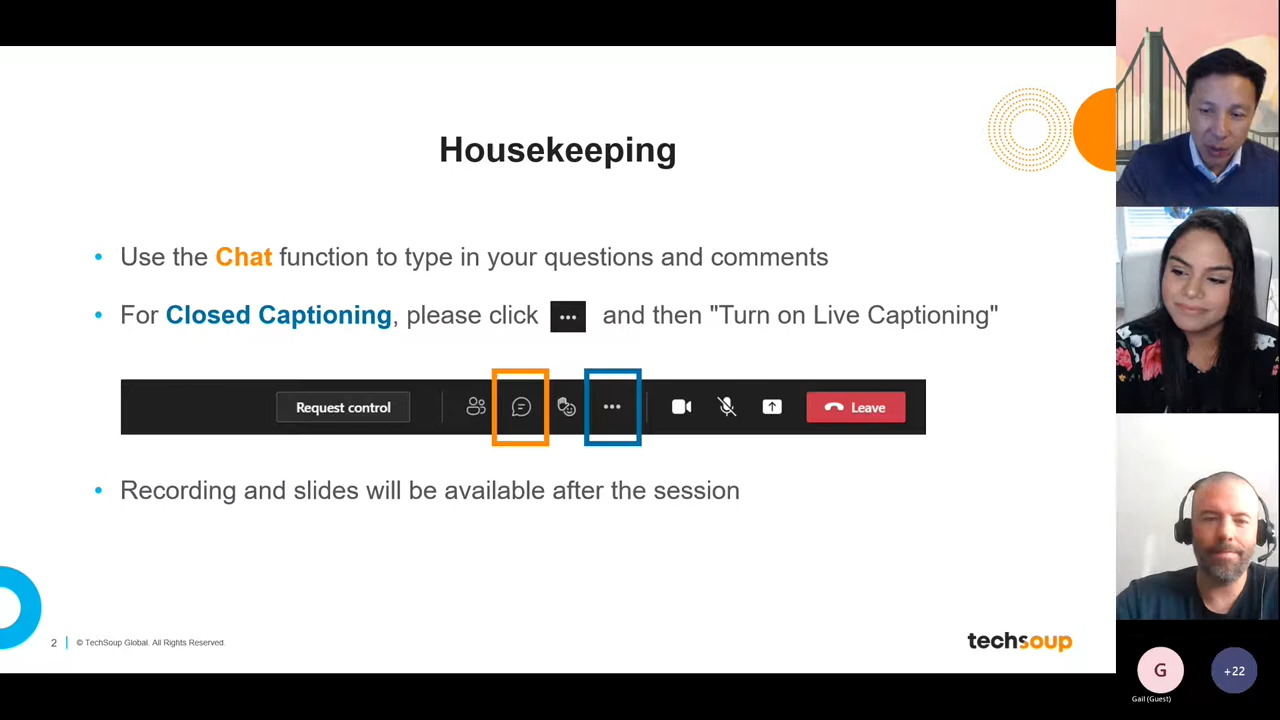 Housekeeping
• Use the Chat function to type in your questions and comments
• For Closed Captioning, please click ••• and then "Turn on Live Captioning"
Request control
Leave
• Recording and slides will be available after the session
2 | © TechSoup Global. All Rights Reserved.
techsoup
G
+22
Gail (Guest)